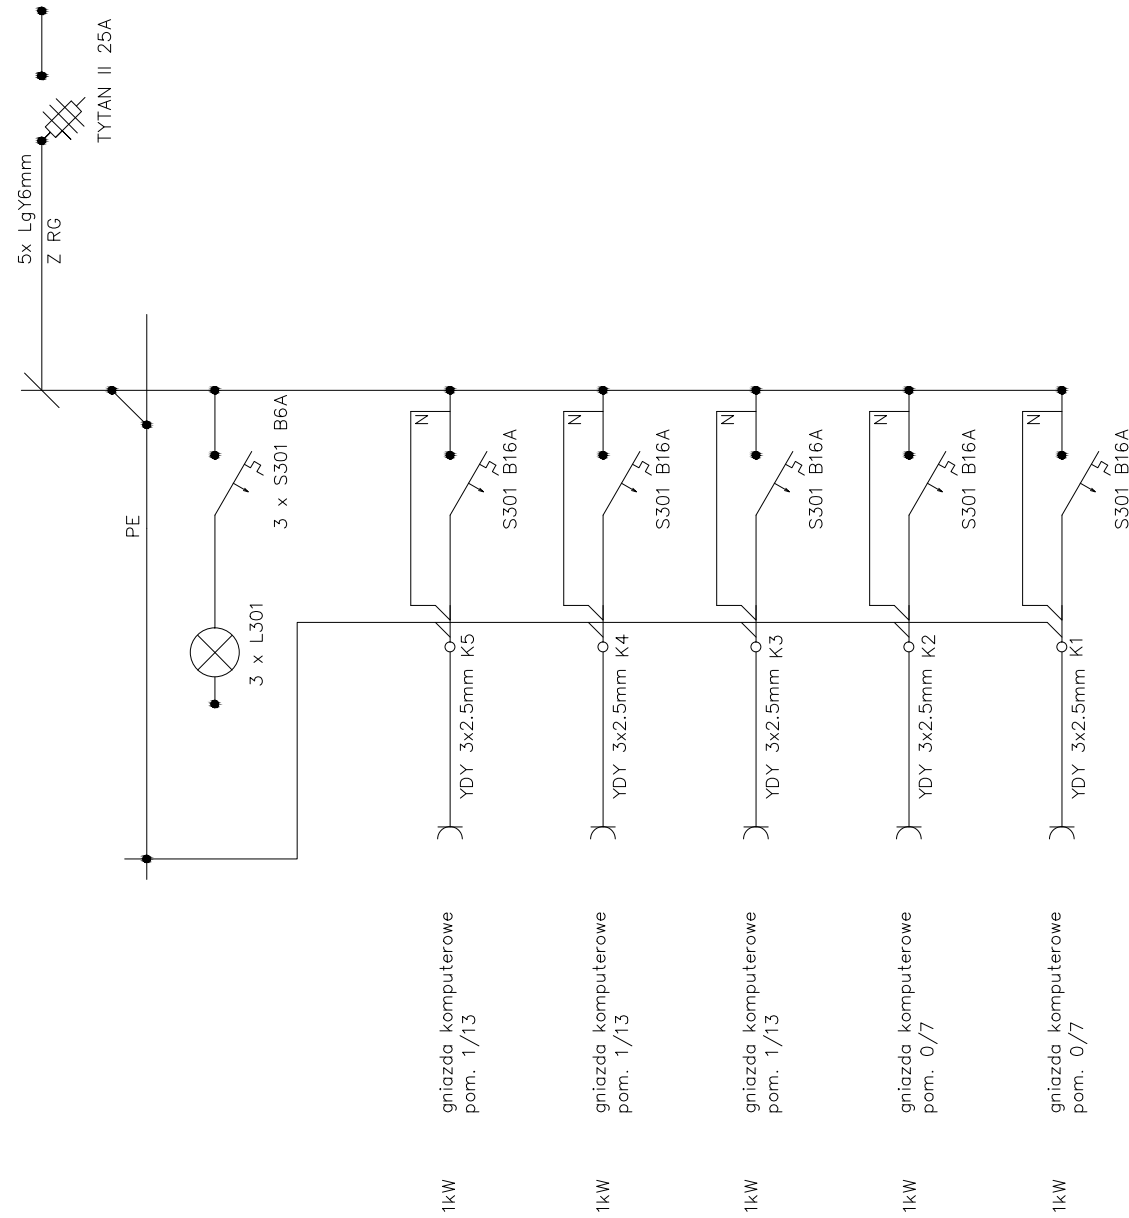 5x LgY6mm
Z RG
TYTAN II 25A
PE
3 x S301 B6A
3 x L301
N
S301 B16A
YDY 3x2.5mm K5
gniazda komputerowe
pom. 1/13
1kW
N
S301 B16A
YDY 3x2.5mm K4
gniazda komputerowe
pom. 1/13
1kW
N
S301 B16A
YDY 3x2.5mm K3
gniazda komputerowe
pom. 1/13
1kW
N
S301 B16A
YDY 3x2.5mm K2
gniazda komputerowe
pom. 0/7
1kW
N
S301 B16A
YDY 3x2.5mm K1
gniazda komputerowe
pom. 0/7
1kW